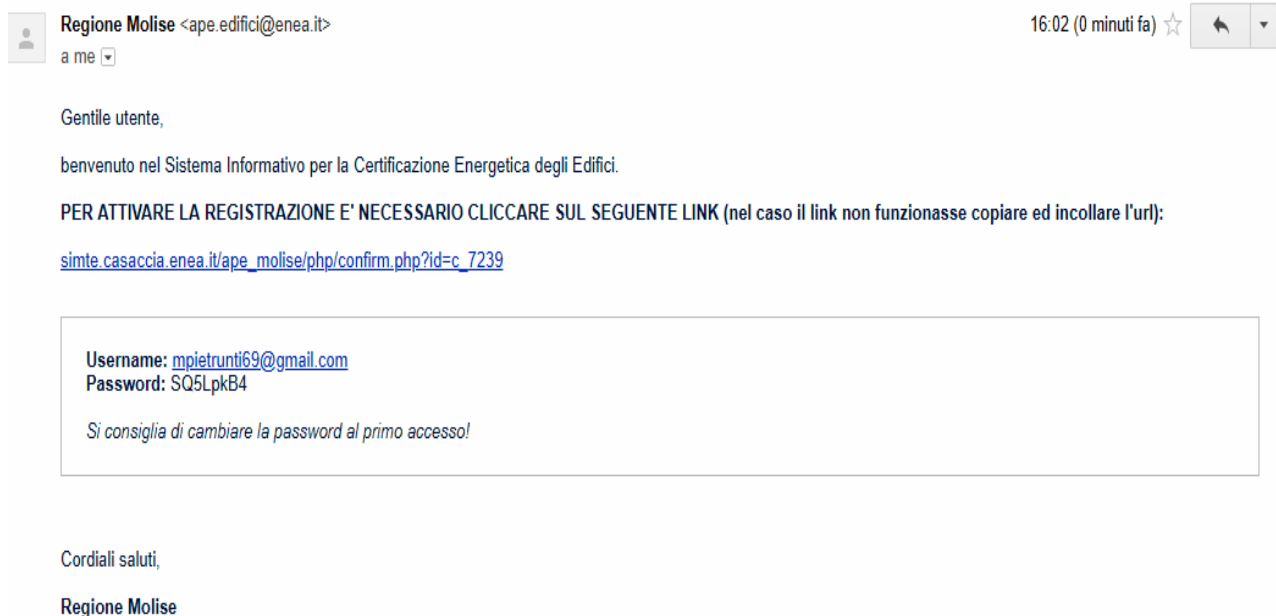 Regione Molise <ape.edifici@enea.it>
16:02 (0 minuti fa)
a me
Gentile utente,
benvenuto nel Sistema Informativo per la Certificazione Energetica degli Edifici.
PER ATTIVARE LA REGISTRAZIONE E' NECESSARIO CLICCARE SUL SEGUENTE LINK (nel caso il link non funzionasse copiare ed incollare l'url):
simte.casaccia.enea.it/ape_molise/php/confirm.php?id=c_7239
Username: mpietrunti69@gmail.com
Password: SQ5LpkB4
Si consiglia di cambiare la password al primo accesso!
Cordiali saluti,
Regione Molise